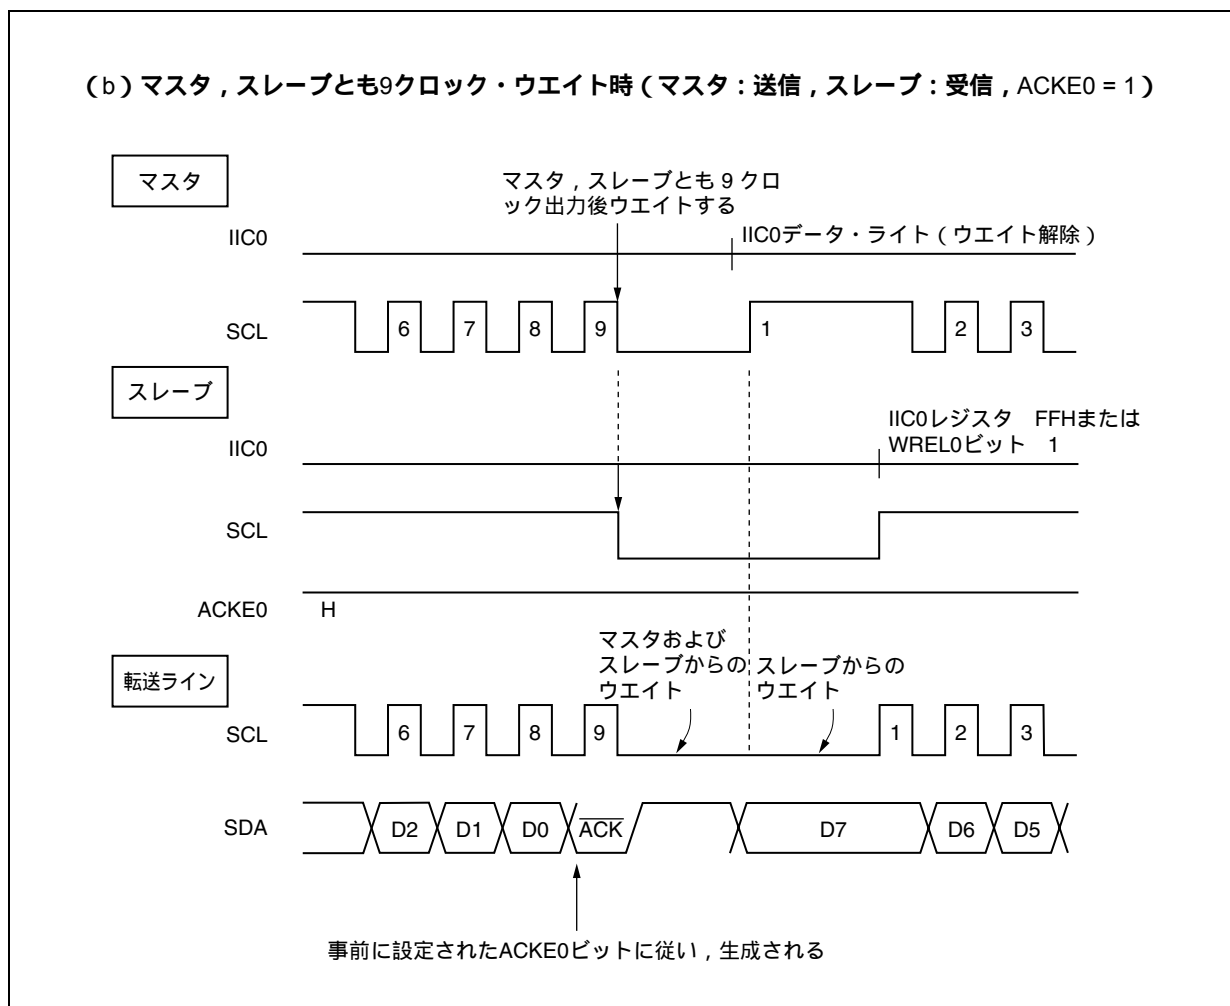 （b）マスタ，スレーブとも9クロック・ウエイト時（マスタ：送信，スレーブ：受信，ACKE0 = 1）
マスタ
マスタ，スレーブとも 9 クロ
ック出力後ウエイトする
IIC0
IIC0データ・ライト（ウエイト解除）
SCL
6 7 8 9 1 2 3
スレーブ
IIC0レジスタ　FFHまたは
WREL0ビット　1
IIC0
SCL
ACKE0
H
マスタおよび
スレーブからの
ウエイト
スレーブからの
ウエイト
転送ライン
SCL
6 7 8 9 1 2 3
SDA
D2 D1 D0 ACK D7 D6 D5
事前に設定されたACKE0ビットに従い，生成される